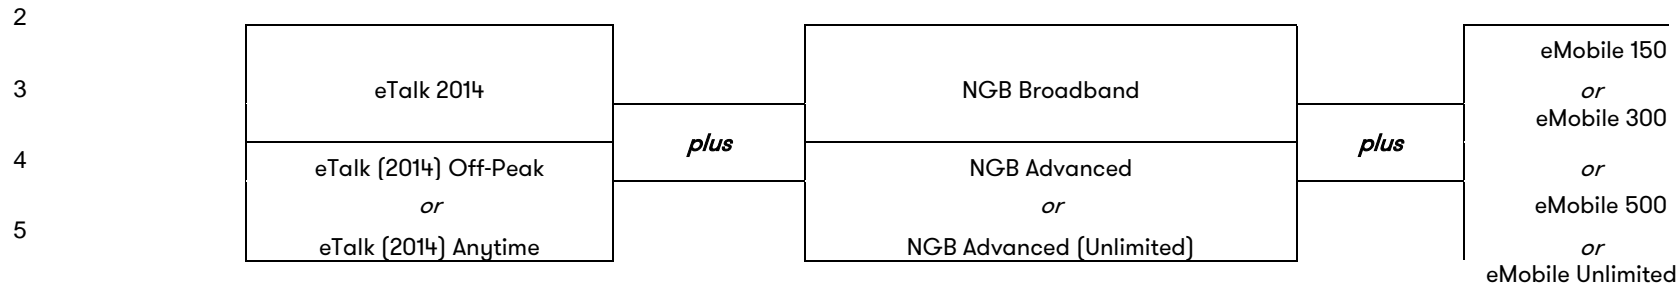 2
3
4
5
eTalk 2014
eTalk (2014) Off-Peak
or
eTalk (2014) Anytime
plus
NGB Broadband
NGB Advanced
or
NGB Advanced (Unlimited)
plus
eMobile 150
or
eMobile 300
or
eMobile 500
or
eMobile Unlimited